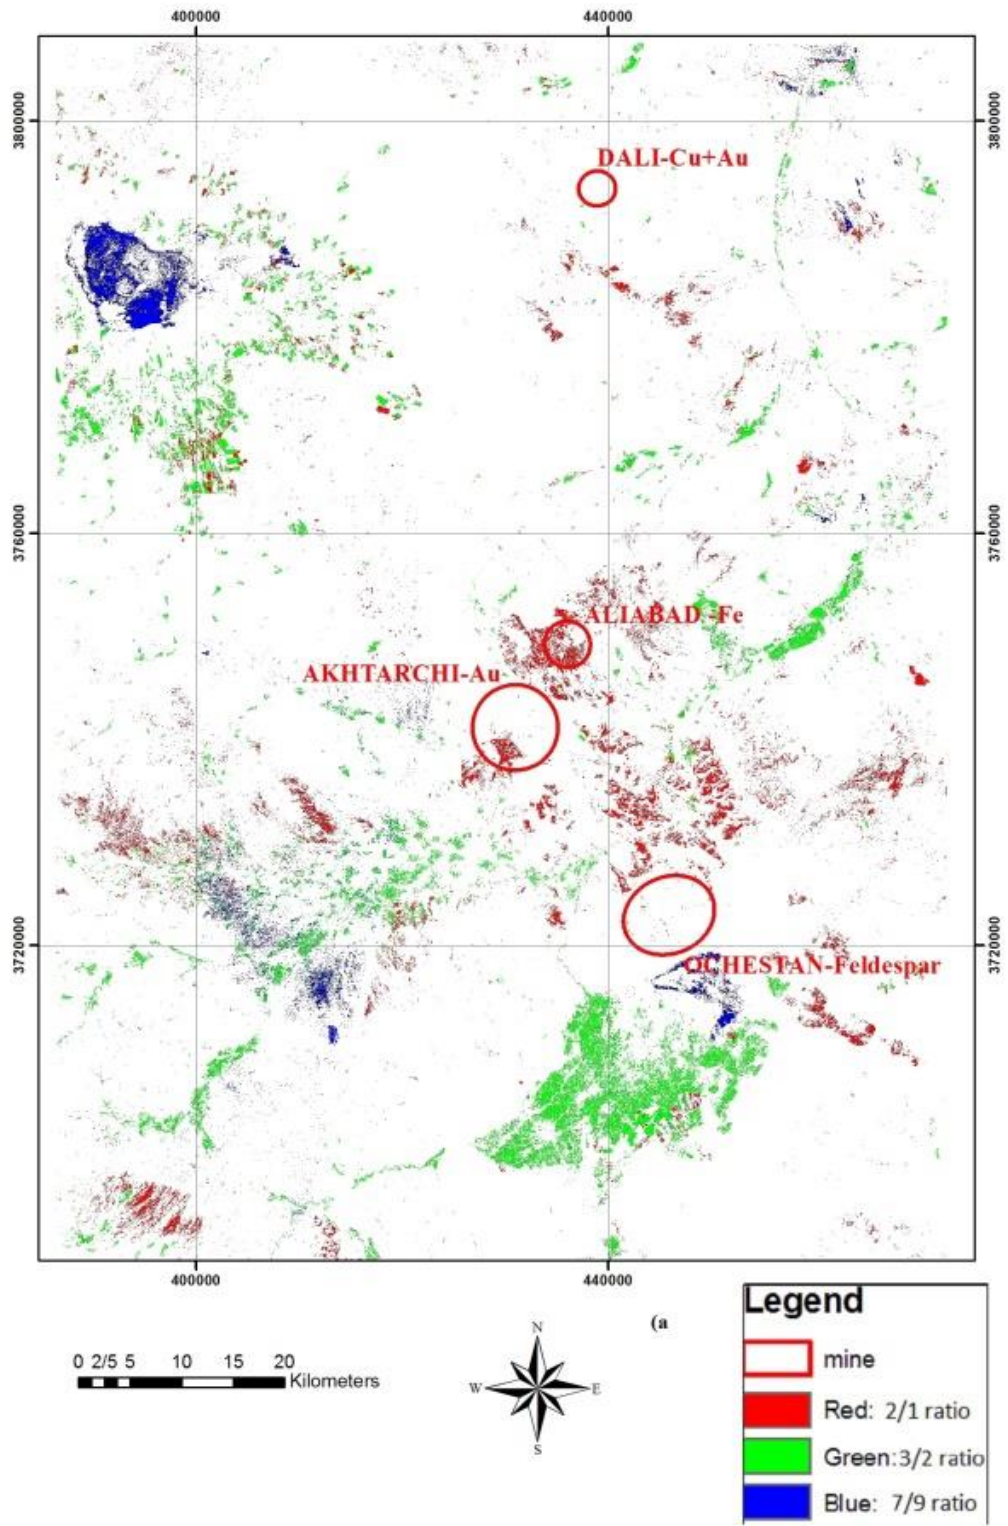 400000 440000
3800000 3800000
DALI-Cu+Au
3760000 3760000
ALIABAD -Fe
AKHTARCHI-Au
3720000 3720000
OCHESTAN-Feldespar
400000 440000
(a
0 2/5 5 10 15 20
Kilometers
N
W E
S
Legend
mine
Red: 2/1 ratio
Green:3/2 ratio
Blue: 7/9 ratio